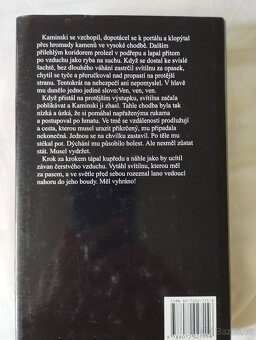 Kaminski se vzchopil, dopotácel se k portálu a klopýtal
přes hromady kamenů ve vysoké chodbě. Dalším
přilehlým koridorem prolezl v podřepu a lapal přitom
po vzduchu jako ryba na suchu. Když se dostal ke svislé
šachtě, bez dlouhého váhání zastrčil svítilnu za opasek,
chytil se tyče a přeručkoval nad propastí na protější
stranu. Tentokrát na nebezpečí ani nepomyslel. V hlavě
mu dunělo jedno jediné slovo: Ven, ven, ven.
Když přistál na protějším výstupku, svítilna začala
poblikávat a Kaminski ji zhasl. Tahle chodba byla tak
nízká a úzká, že si pomáhal napřaženýma rukama
a postupoval po hmatu. Ve tmě se vzdálenosti prodlužují
a cesta, kterou musel urazit přikrčený, mu připadala
nekonečná. Jednou se na chvilku zastavil. Po těle mu
stékal pot. Dýchání mu působilo bolest. Ale nesměl zůstat
stát. Musel vydržet.
Krok za krokem tápal kupředu a náhle jako by ucítil
závan čerstvého vzduchu. Vytáhl svítilnu, kterou měl
za pasem, a ve světle před sebou rozeznal lano vedoucí
nahoru do jeho boudy. Měl vyhráno!
9788072027456